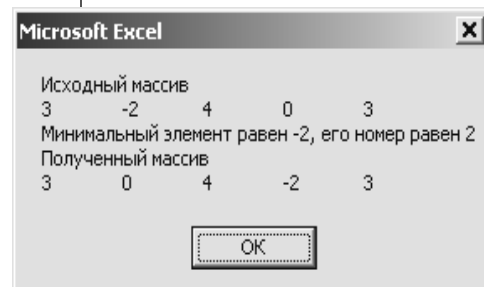 Microsoft Excel
Исходный массив
3 -2 4 0 3
Минимальный элемент равен -2, его номер равен 2
Полученный массив
3 0 4 -2 3
OK